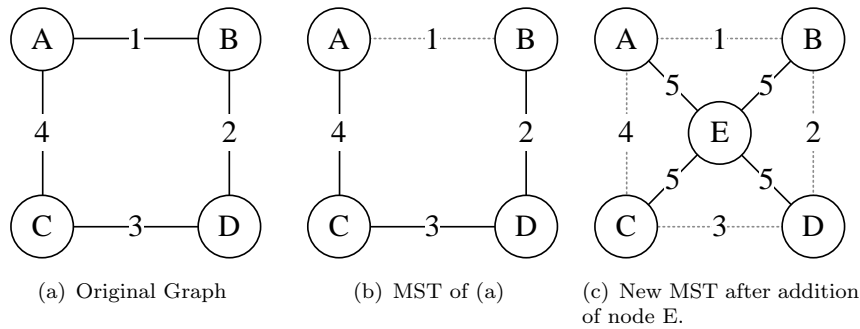 A 1 B
4 2
C 3 D
(a) Original Graph
A 1 B
4 2
C 3 D
(b) MST of (a)
A 1 B
5 5
4 E 2
5 5
C 3 D
(c) New MST after addition
of node E.